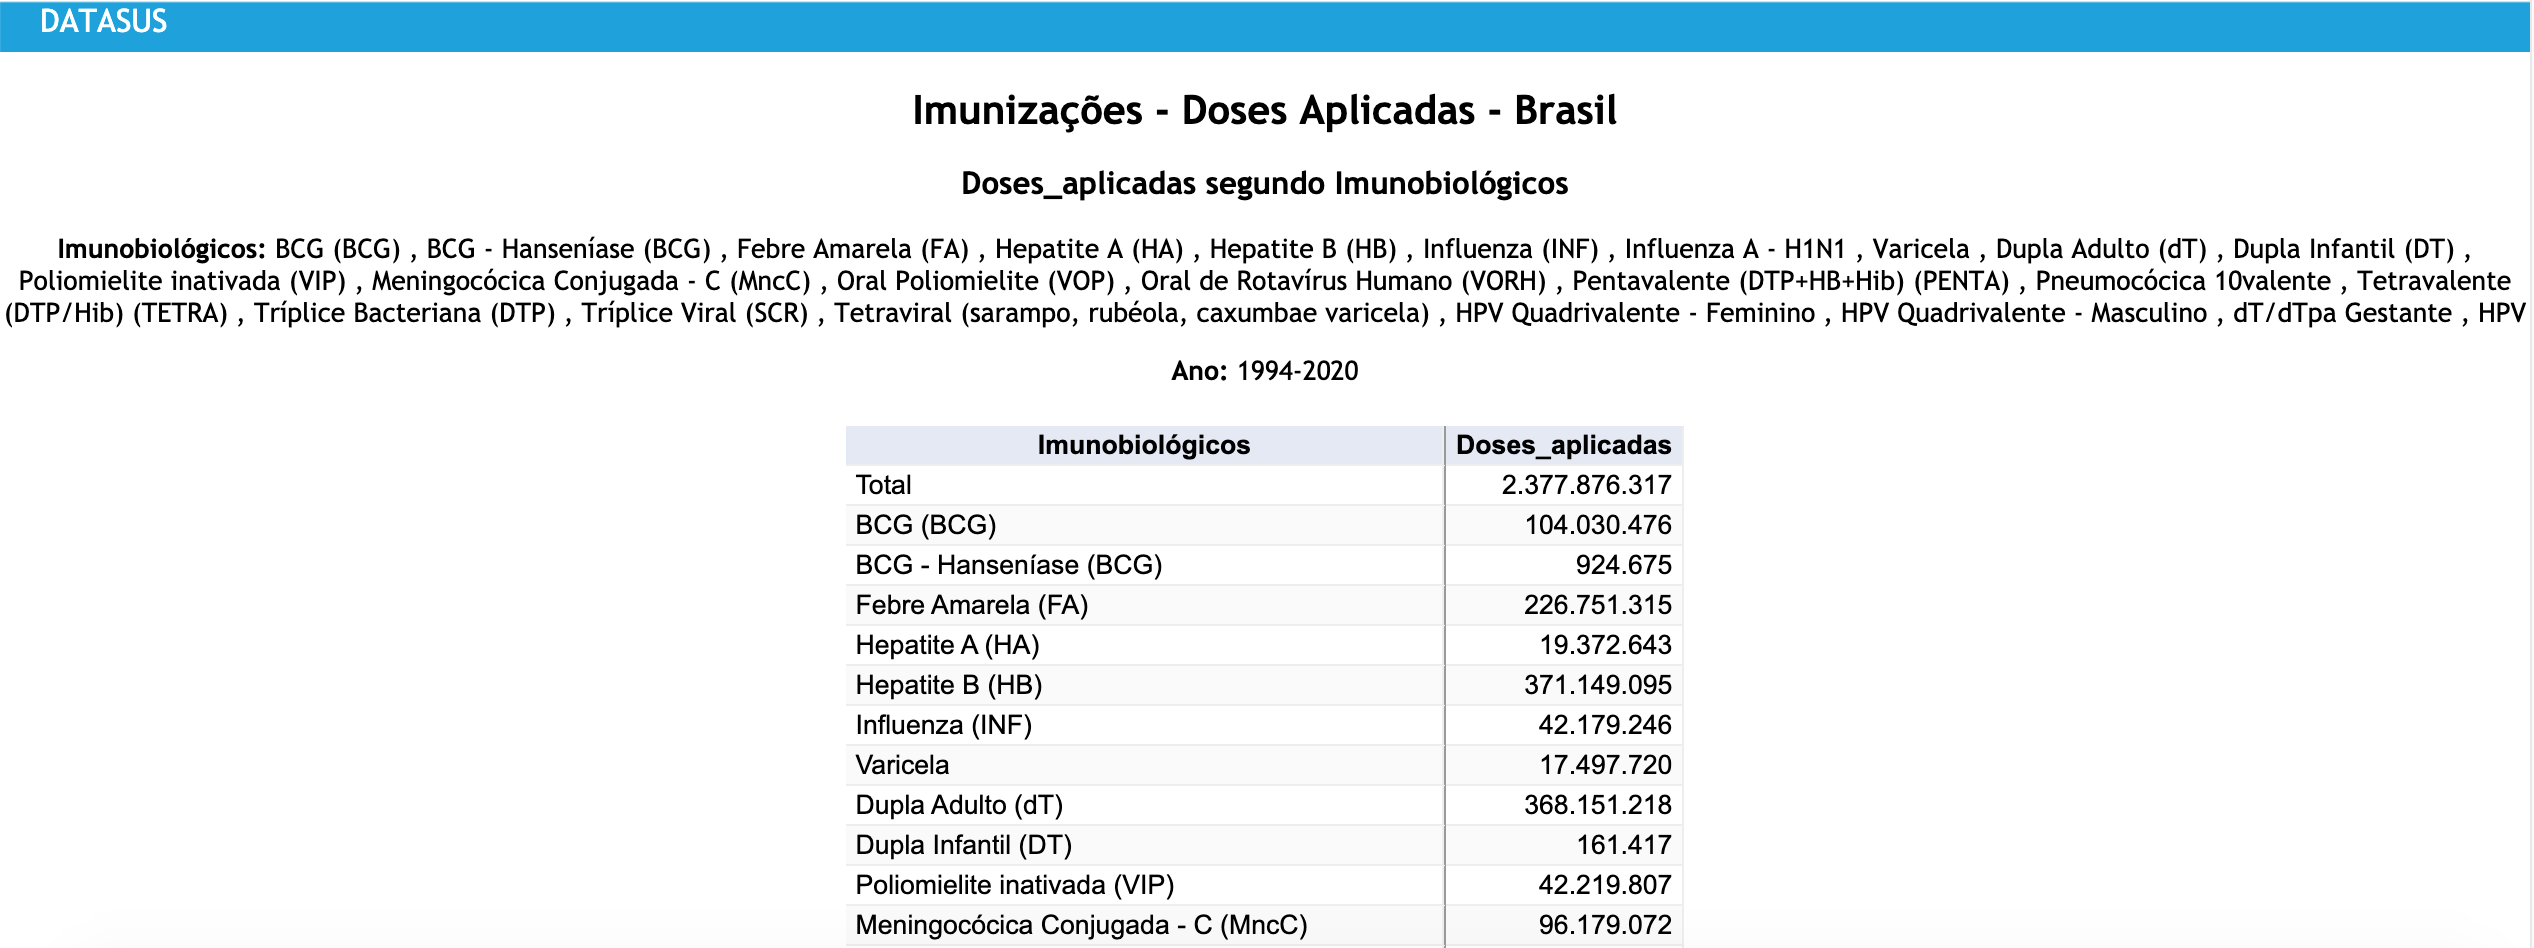 DATASUS
Imunizações - Doses Aplicadas - Brasil
Doses_aplicadas segundo Imunobiológicos
Imunobiológicos: BCG (BCG) , BCG - Hanseníase (BCG) , Febre Amarela (FA) , Hepatite A (HA) , Hepatite B (HB) , Influenza (INF) , Influenza A - H1N1 , Varicela , Dupla Adulto (dT) , Dupla Infantil (DT) ,
Poliomielite inativada (VIP) , Meningocócica Conjugada - C (MncC) , Oral Poliomielite (VOP) , Oral de Rotavírus Humano (VORH) , Pentavalente (DTP+HB+Hib) (PENTA) , Pneumocócica 10valente , Tetravalente
(DTP/Hib) (TETRA) , Tríplice Bacteriana (DTP) , Tríplice Viral (SCR) , Tetraviral (sarampo, rubéola, caxumbae varicela) , HPV Quadrivalente - Feminino , HPV Quadrivalente - Masculino , dT/dTpa Gestante , HPV
Ano: 1994-2020
Imunobiológicos Doses_aplicadas
Total 2.377.876.317
BCG (BCG) 104.030.476
BCG - Hanseníase (BCG) 924.675
Febre Amarela (FA) 226.751.315
Hepatite A (HA) 19.372.643
Hepatite B (HB) 371.149.095
Influenza (INF) 42.179.246
Varicela 17.497.720
Dupla Adulto (dT) 368.151.218
Dupla Infantil (DT) 161.417
Poliomielite inativada (VIP) 42.219.807
Meningocócica Conjugada - C (MncC) 96.179.072